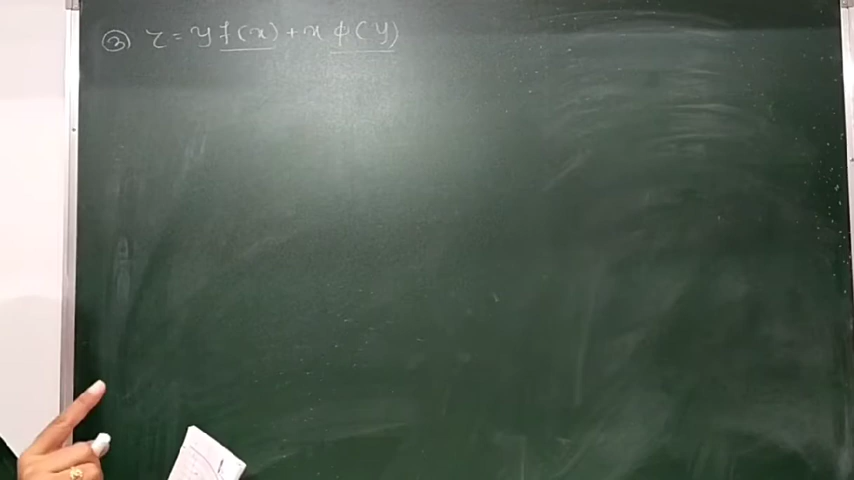 ③ z = y f(x) + x φ(y)